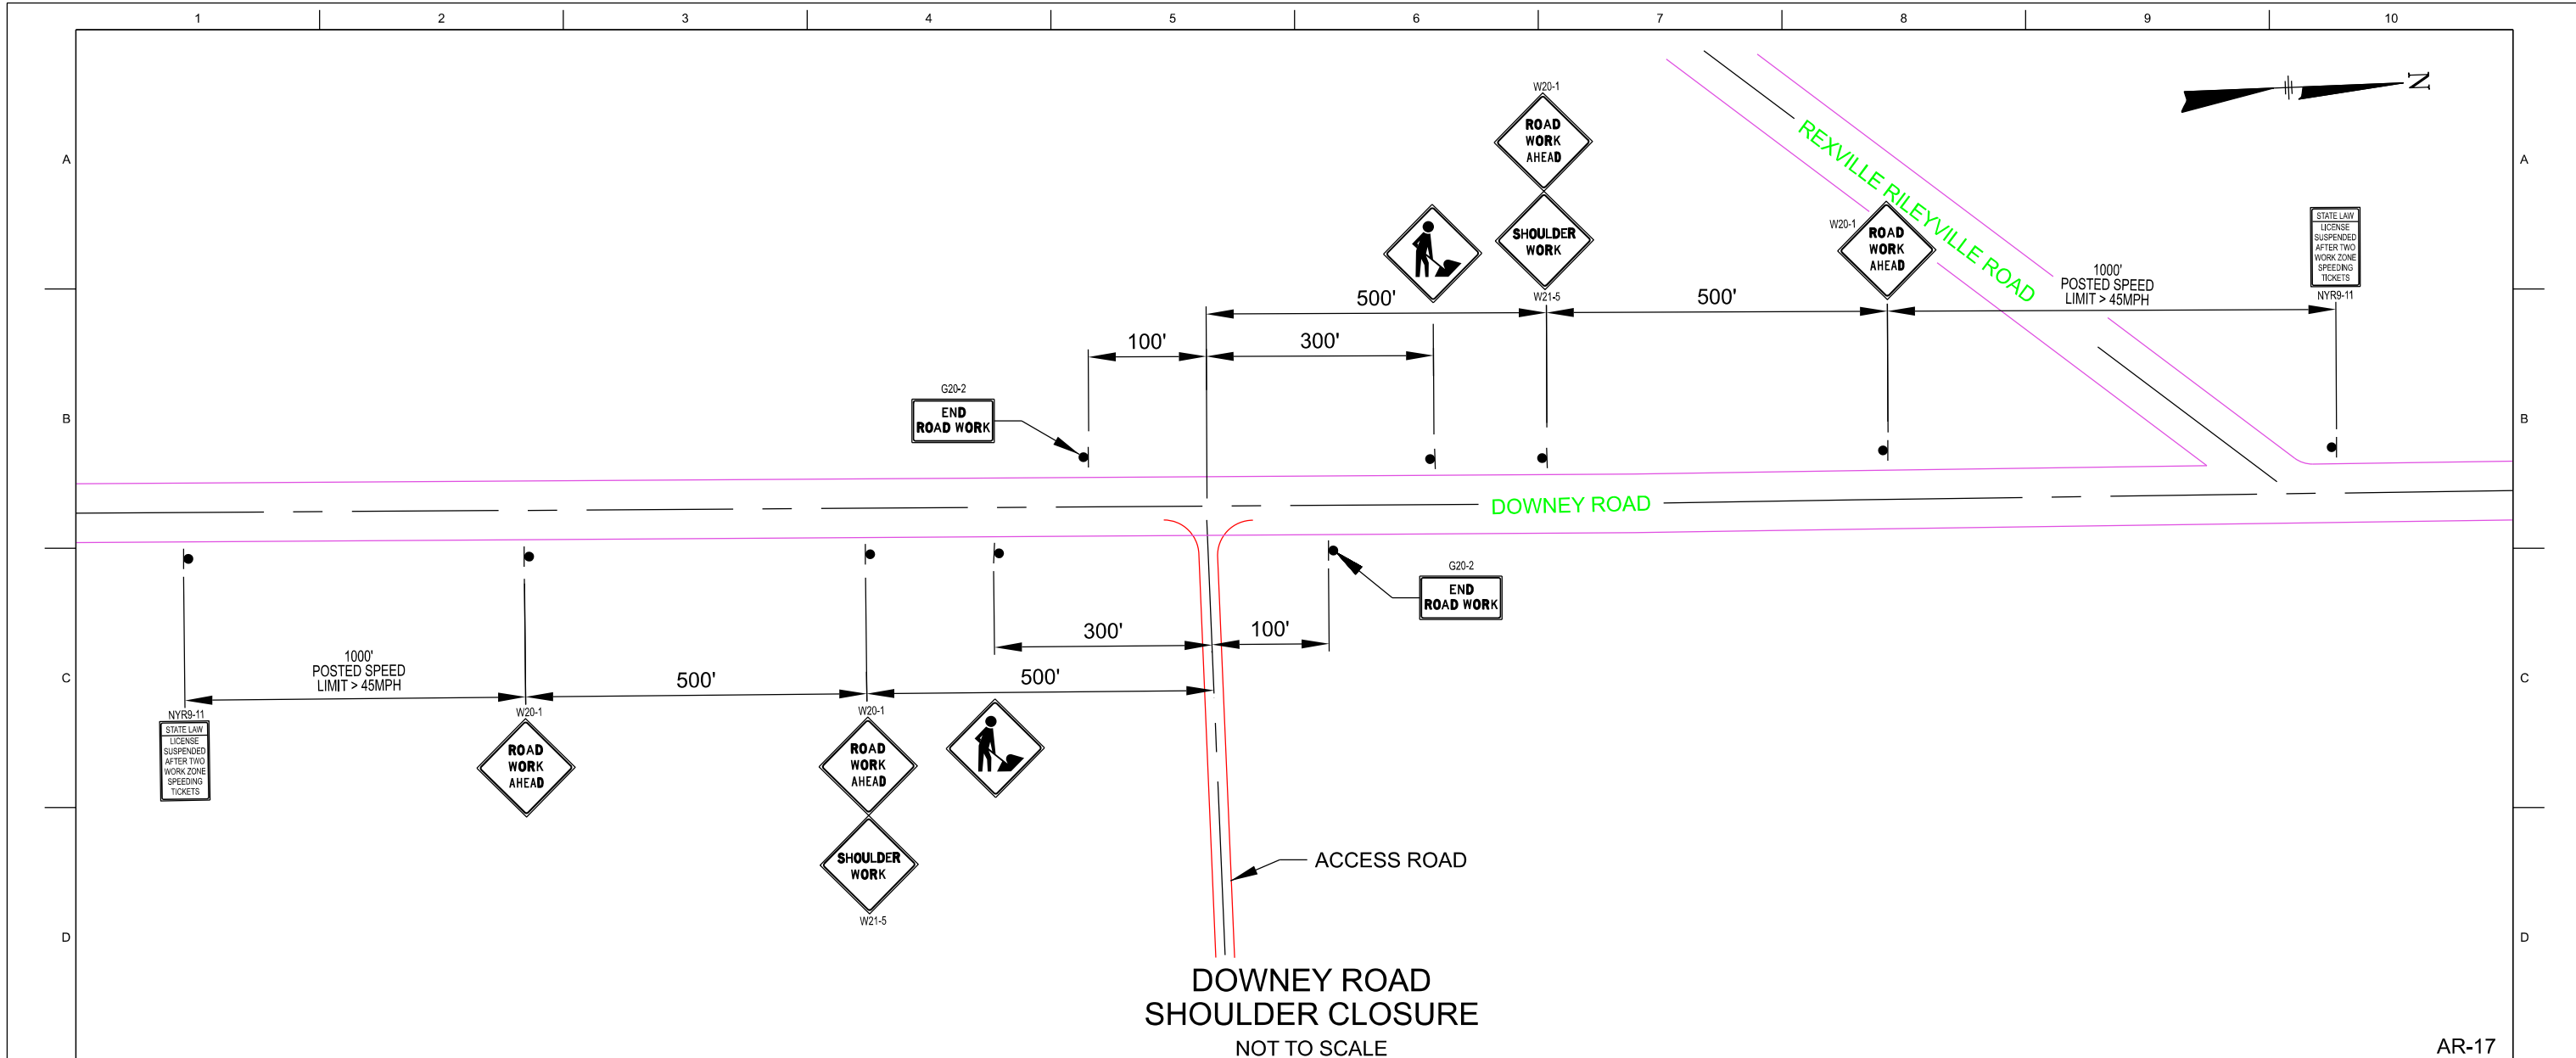 1 2 3 4 5 6 7 8 9 10
N
A
A
W20-1
ROAD
WORK
AHEAD
SHOULDER
WORK
W21-5
REXVILLE RILEYVILLE ROAD
W20-1
ROAD
WORK
AHEAD
STATE LAW
LICENSE
SUSPENDED
AFTER TWO
WORK ZONE
SPEEDING
TICKETS
NYR9-11
1000'
POSTED SPEED
LIMIT > 45MPH
500'
500'
100'
300'
B
B
G20-2
END
ROAD WORK
DOWNEY ROAD
G20-2
END
ROAD WORK
300'
100'
C
C
1000'
POSTED SPEED
LIMIT > 45MPH
500'
500'
NYR9-11
STATE LAW
LICENSE
SUSPENDED
AFTER TWO
WORK ZONE
SPEEDING
TICKETS
W20-1
ROAD
WORK
AHEAD
W20-1
ROAD
WORK
AHEAD
SHOULDER
WORK
W21-5
ACCESS ROAD
D
D
DOWNEY ROAD
SHOULDER CLOSURE
NOT TO SCALE
AR-17